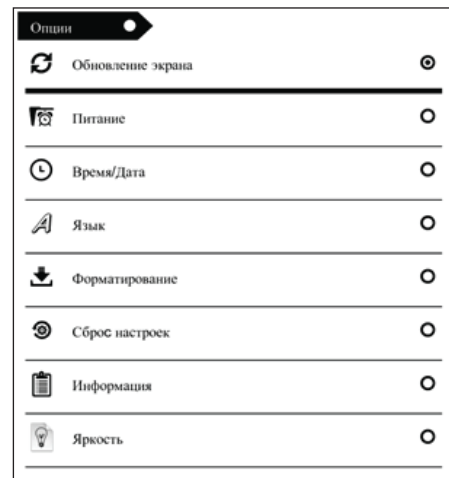 Опции
Обновление экрана
Питание
Время/Дата
Язык
Форматирование
Сброс настроек
Информация
Яркость